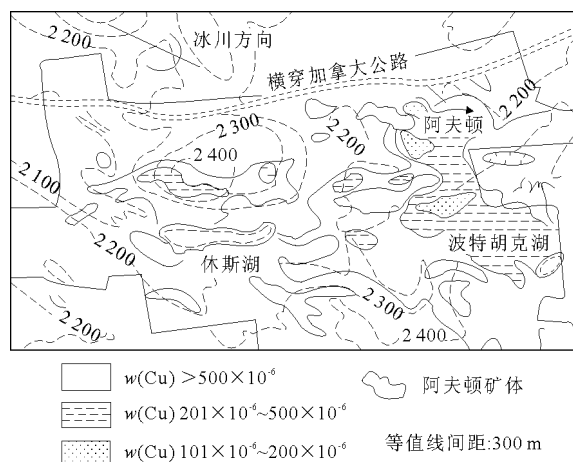 2 200
冰川方向
横穿加拿大公路
2 200
2 300
2 200
阿夫顿
2 400
2 100
2 200
休斯湖
波特胡克湖
2 300
2 200
2 400
w(Cu) >500×10⁻⁶
w(Cu) 201×10⁻⁶~500×10⁻⁶
w(Cu) 101×10⁻⁶~200×10⁻⁶
阿夫顿矿体
等值线间距:300 m